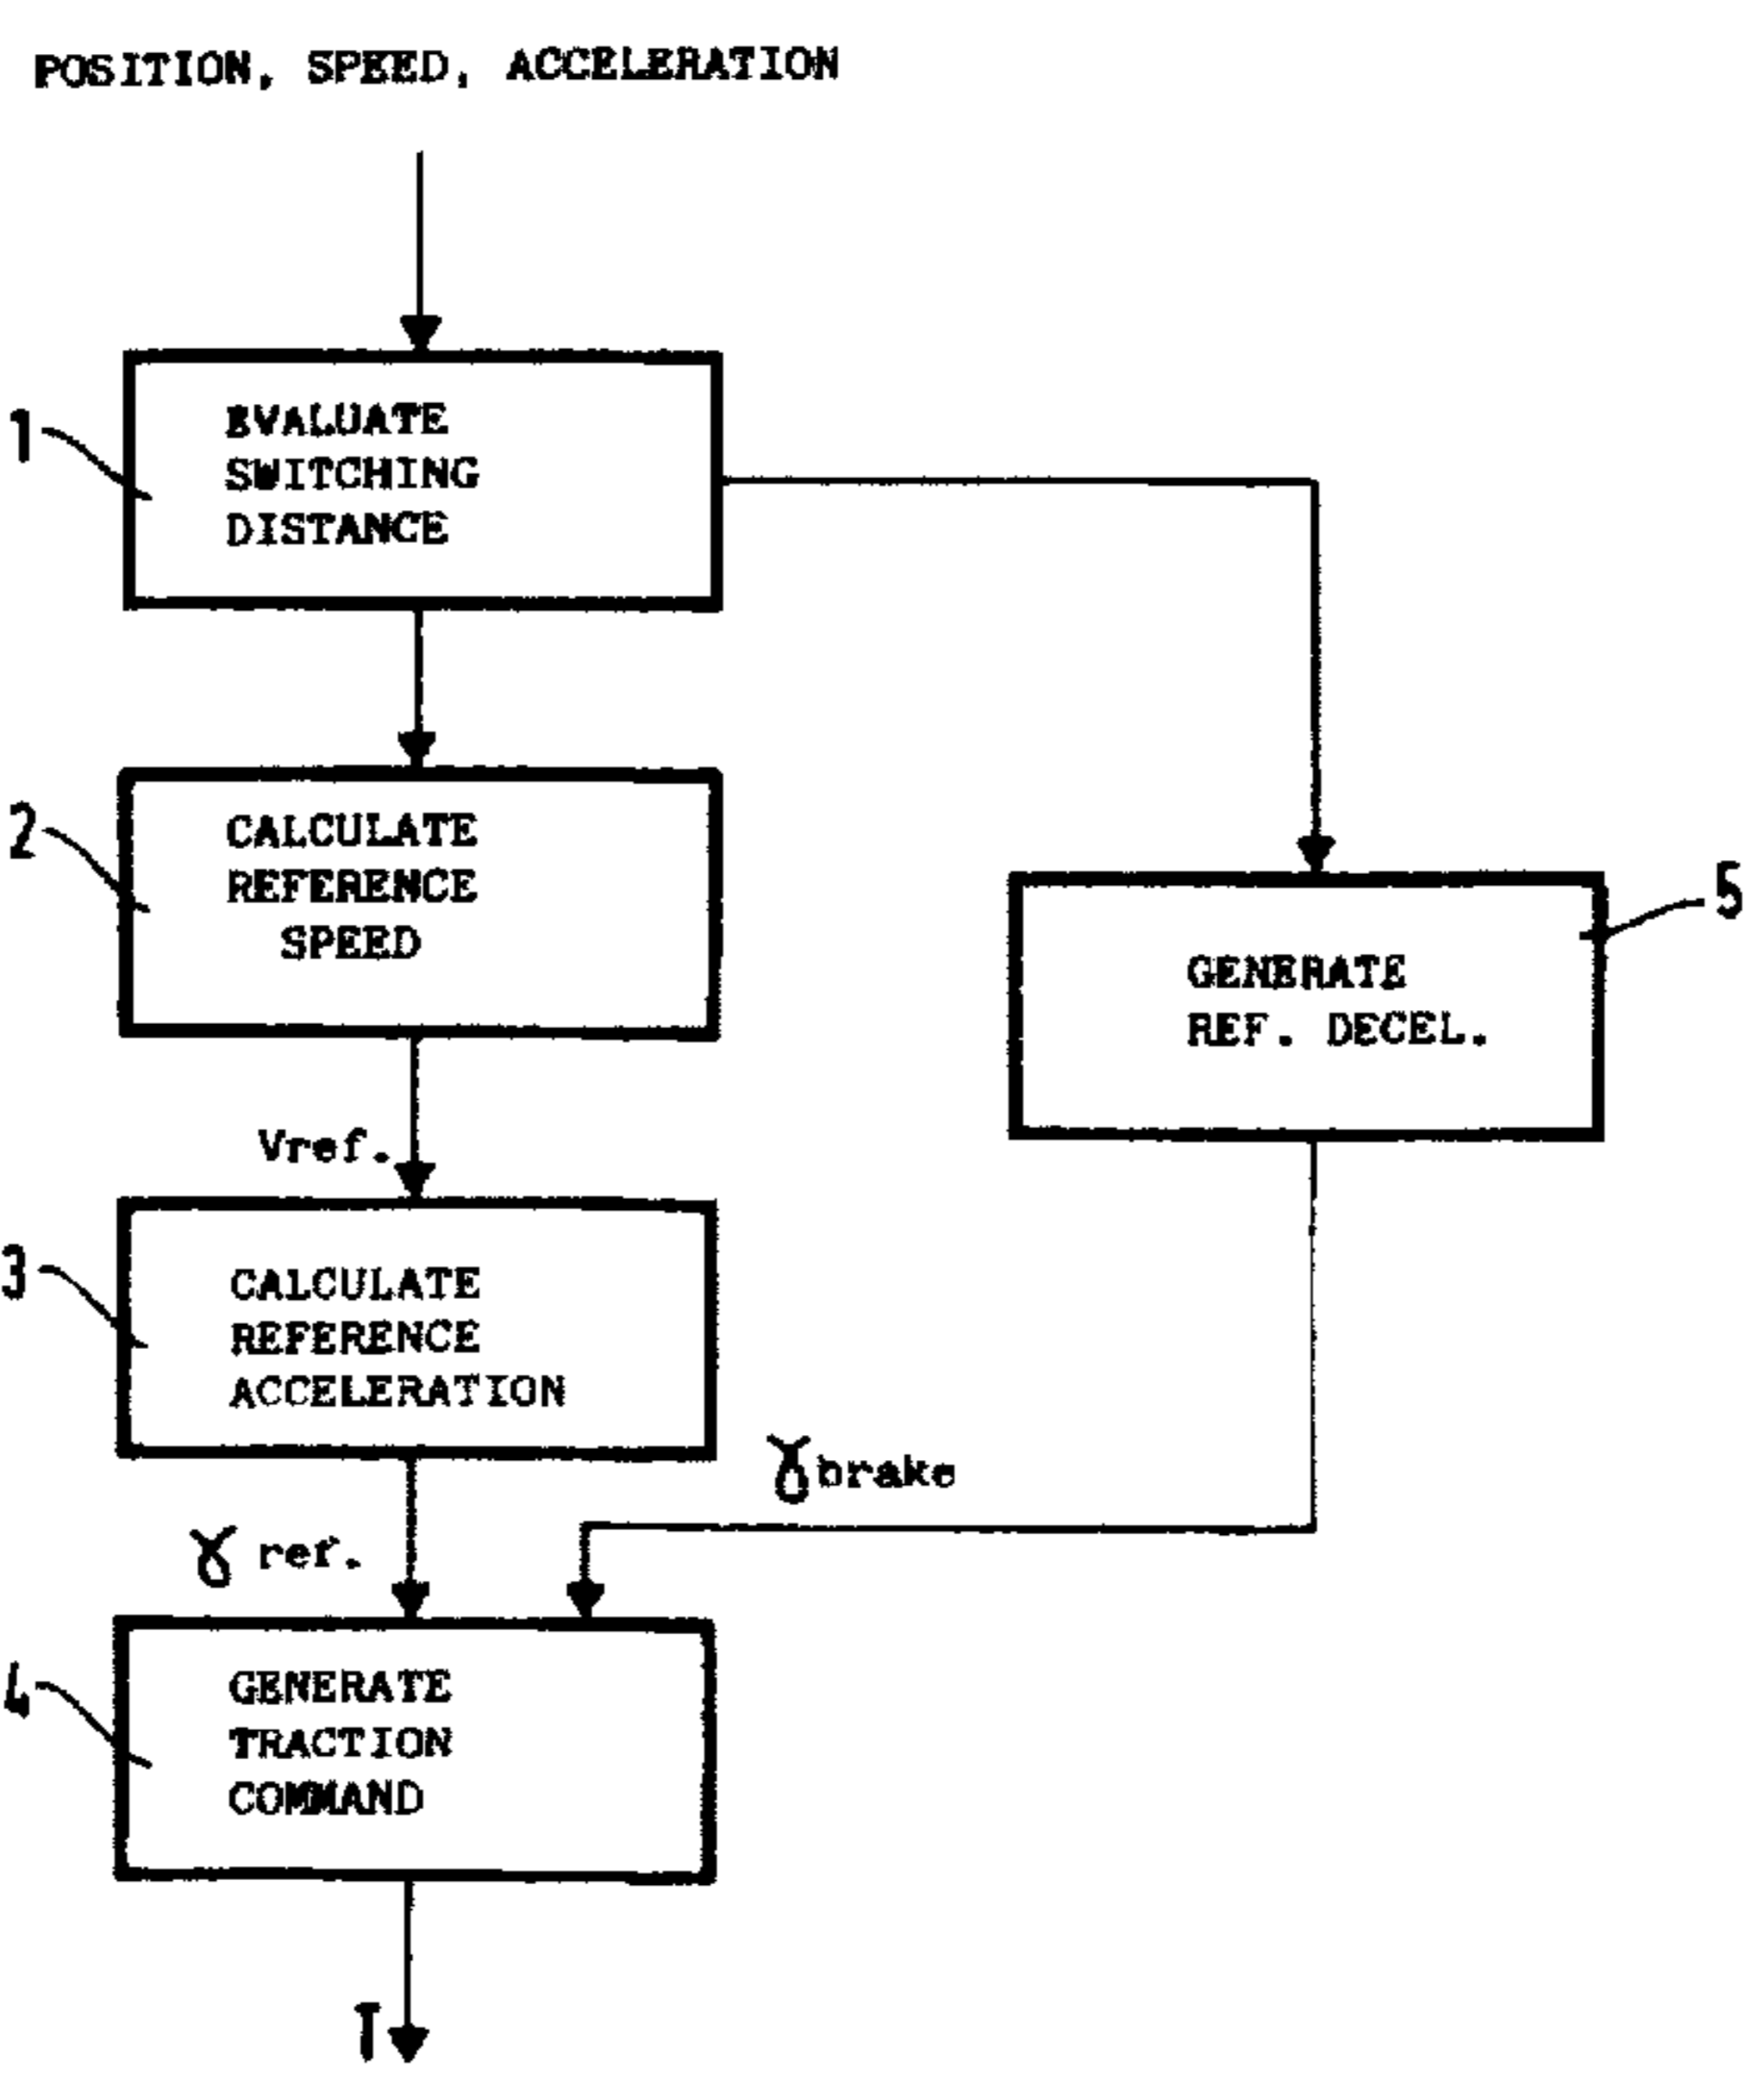 POSITION, SPEED, ACCELERATION
1
EVALUATE
SWITCHING
DISTANCE
2
CALCULATE
REFERENCE
SPEED
5
GENERATE
REF. DECEL.
Vref.
3
CALCULATE
REFERENCE
ACCELERATION
γ brake
γ ref.
4
GENERATE
TRACTION
COMMAND
T